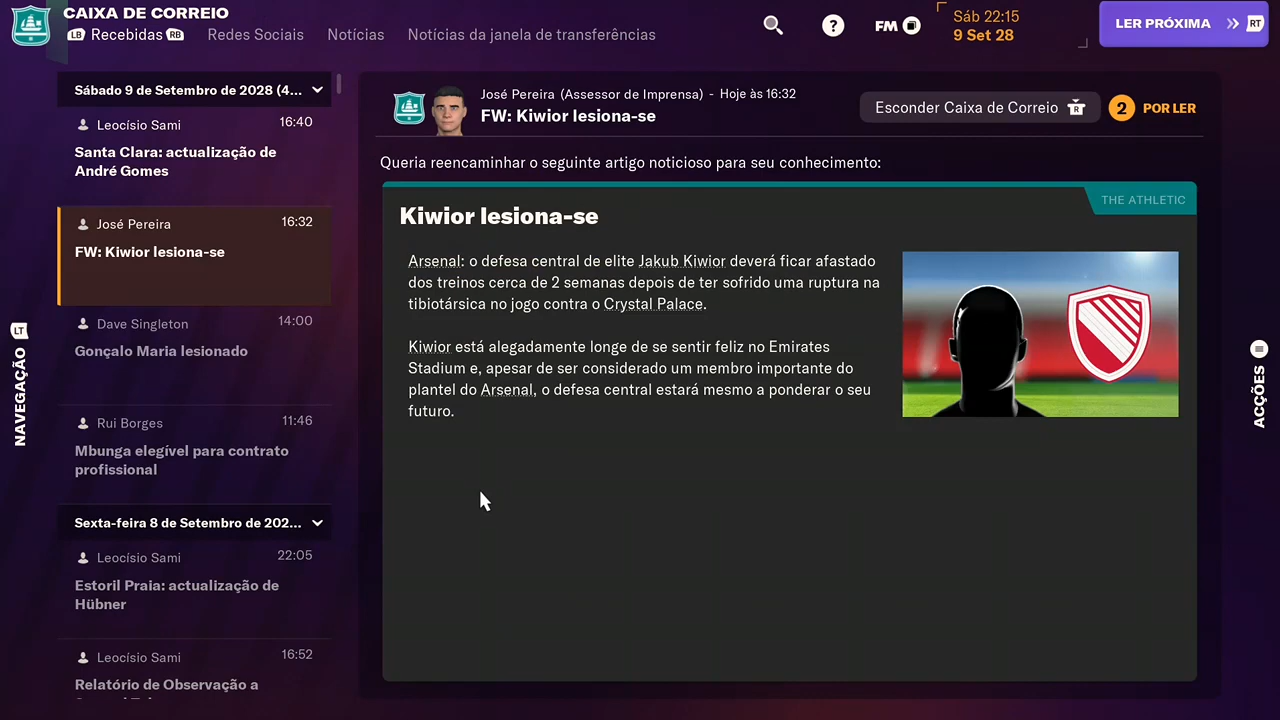 CAIXA DE CORREIO
LB Recebidas RB Redes Sociais Notícias Notícias da janela de transferências
FM
Sáb 22:15
9 Set 28
LER PRÓXIMA RT
Sábado 9 de Setembro de 2028 (4...
Leocísio Sami 16:40
Santa Clara: actualização de
André Gomes
José Pereira 16:32
FW: Kiwior lesiona-se
Dave Singleton 14:00
Gonçalo Maria lesionado
Rui Borges 11:46
Mbunga elegível para contrato
profissional
Sexta-feira 8 de Setembro de 202...
Leocísio Sami 22:05
Estoril Praia: actualização de
Hübner
Leocísio Sami 16:52
Relatório de Observação a
José Pereira (Assessor de Imprensa) - Hoje às 16:32
FW: Kiwior lesiona-se
Esconder Caixa de Correio R
2 POR LER
Queria reencaminhar o seguinte artigo noticioso para seu conhecimento:
THE ATHLETIC
Kiwior lesiona-se
Arsenal: o defesa central de elite Jakub Kiwior deverá ficar afastado
dos treinos cerca de 2 semanas depois de ter sofrido uma ruptura na
tibiotársica no jogo contra o Crystal Palace.
Kiwior está alegadamente longe de se sentir feliz no Emirates
Stadium e, apesar de ser considerado um membro importante do
plantel do Arsenal, o defesa central estará mesmo a ponderar o seu
futuro.
NAVEGAÇÃO LT
ACÇÕES